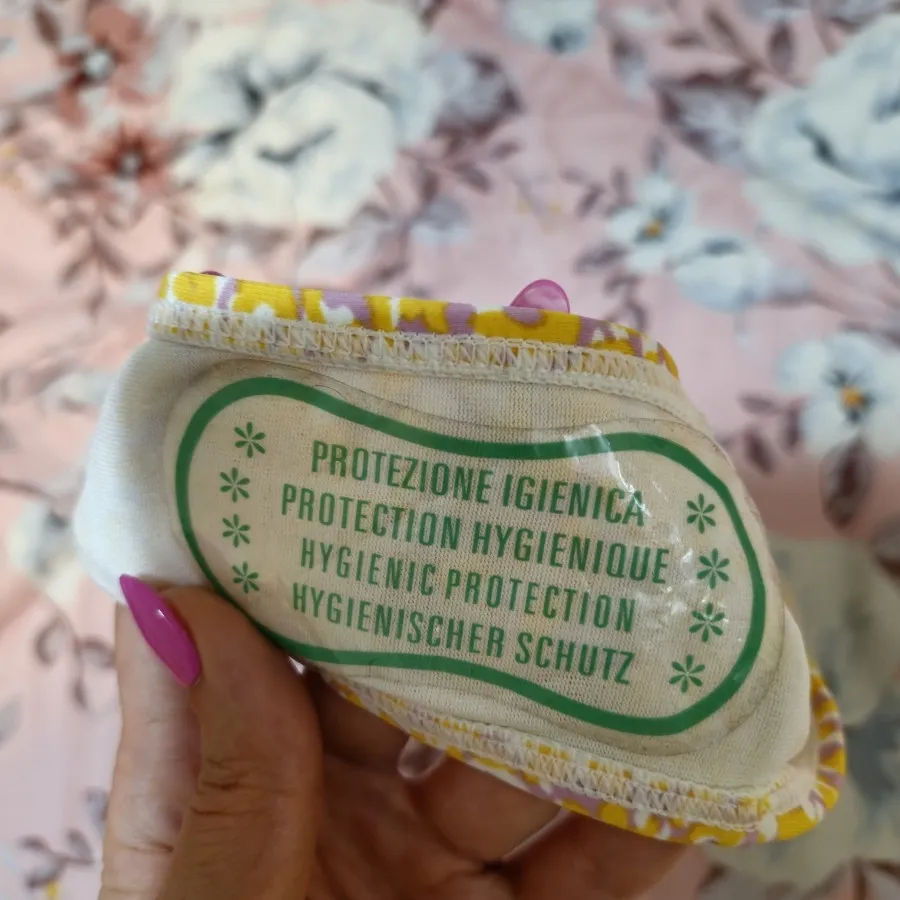 PROTEZIONE IGIENICA
PROTECTION HYGIENIQUE
HYGIENIC PROTECTION
HYGIENISCHER SCHUTZ